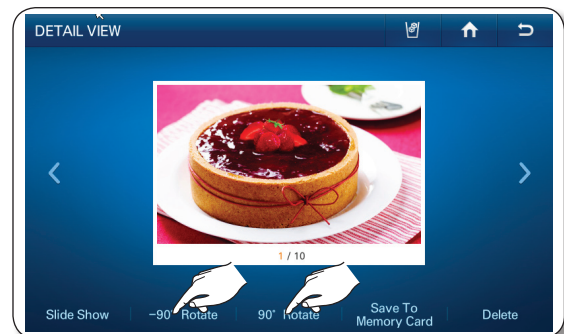 DETAIL VIEW
1 / 10
Slide Show
-90° Rotate
90° Rotate
Save To
Memory Card
Delete